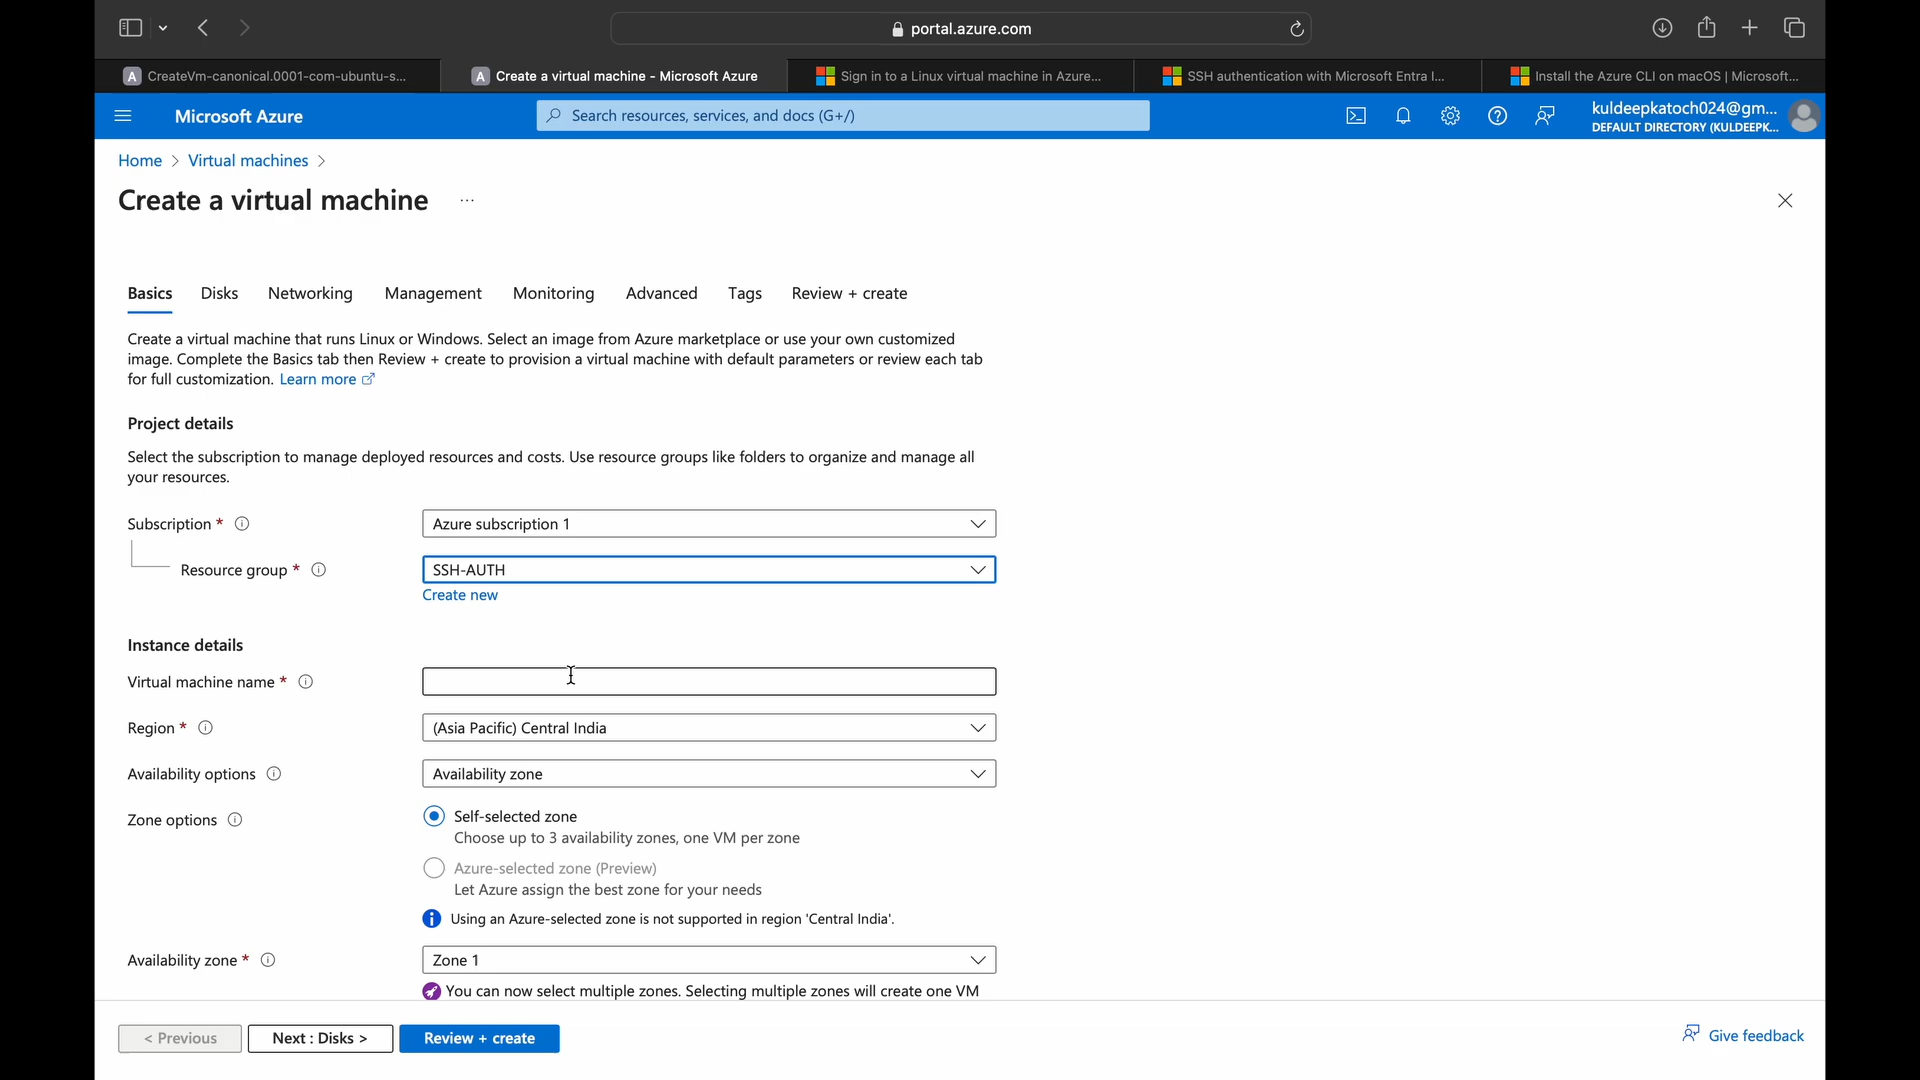 portal.azure.com
A CreateVm-canonical.0001-com-ubuntu-s...
A Create a virtual machine - Microsoft Azure
Sign in to a Linux virtual machine in Azure...
SSH authentication with Microsoft Entra I...
Install the Azure CLI on macOS | Microsoft...
Microsoft Azure
Search resources, services, and docs (G+/)
kuldeepkatoch024@gm...
DEFAULT DIRECTORY (KULDEEPK...
Home > Virtual machines >
Create a virtual machine ...
Basics Disks Networking Management Monitoring Advanced Tags Review + create
Create a virtual machine that runs Linux or Windows. Select an image from Azure marketplace or use your own customized
image. Complete the Basics tab then Review + create to provision a virtual machine with default parameters or review each tab
for full customization. Learn more
Project details
Select the subscription to manage deployed resources and costs. Use resource groups like folders to organize and manage all
your resources.
Subscription * Azure subscription 1
Resource group * SSH-AUTH
Create new
Instance details
Virtual machine name *
Region * (Asia Pacific) Central India
Availability options Availability zone
Zone options Self-selected zone
Choose up to 3 availability zones, one VM per zone
Azure-selected zone (Preview)
Let Azure assign the best zone for your needs
Using an Azure-selected zone is not supported in region 'Central India'.
Availability zone * Zone 1
You can now select multiple zones. Selecting multiple zones will create one VM
< Previous Next : Disks > Review + create Give feedback